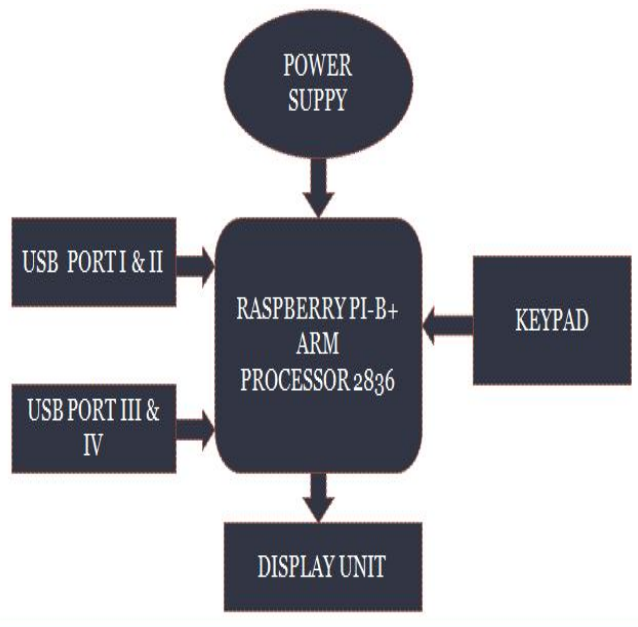 POWER
SUPPY
USB PORT I & II
RASPBERRY PI-B+
ARM
PROCESSOR 2836
KEYPAD
USB PORT III &
IV
DISPLAY UNIT